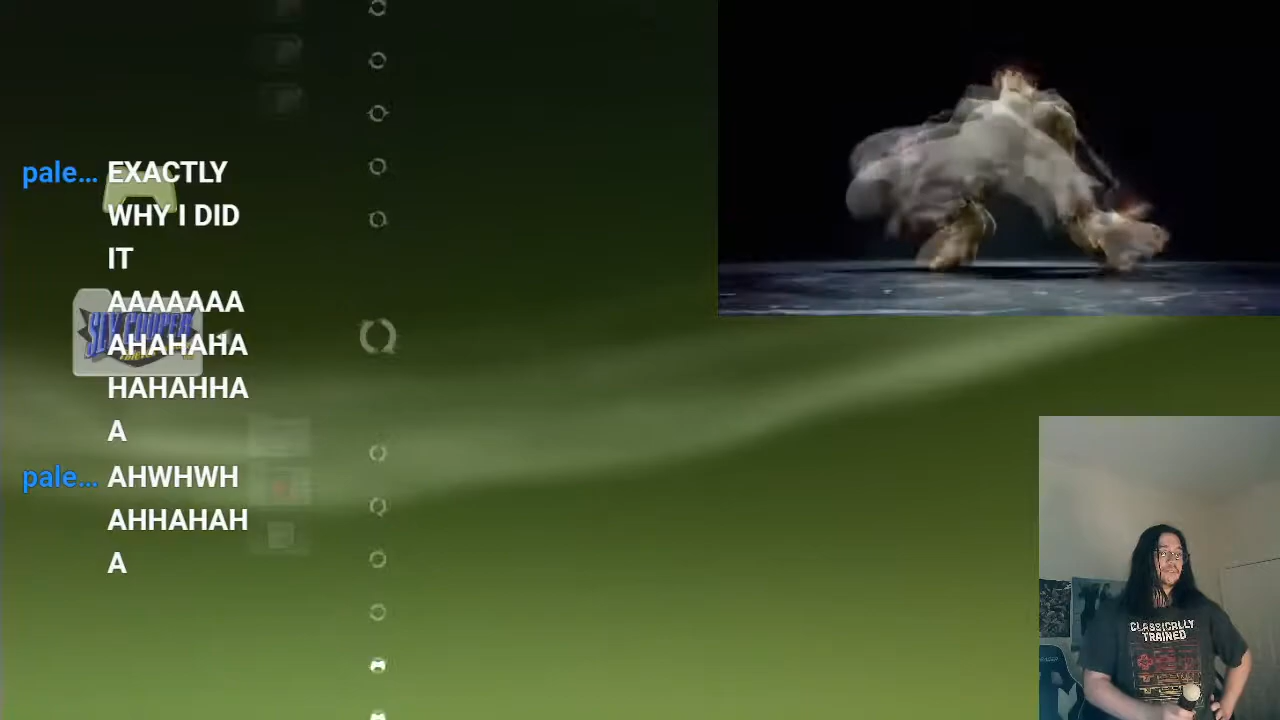 pale... EXACTLY
WHY I DID
IT
AAAAAAA
AHAHAHA
HAHAHHA
A
SLY COOPER
pale... AHWHWH
AHHAHAH
A
CLASSICALLY
TRAINED